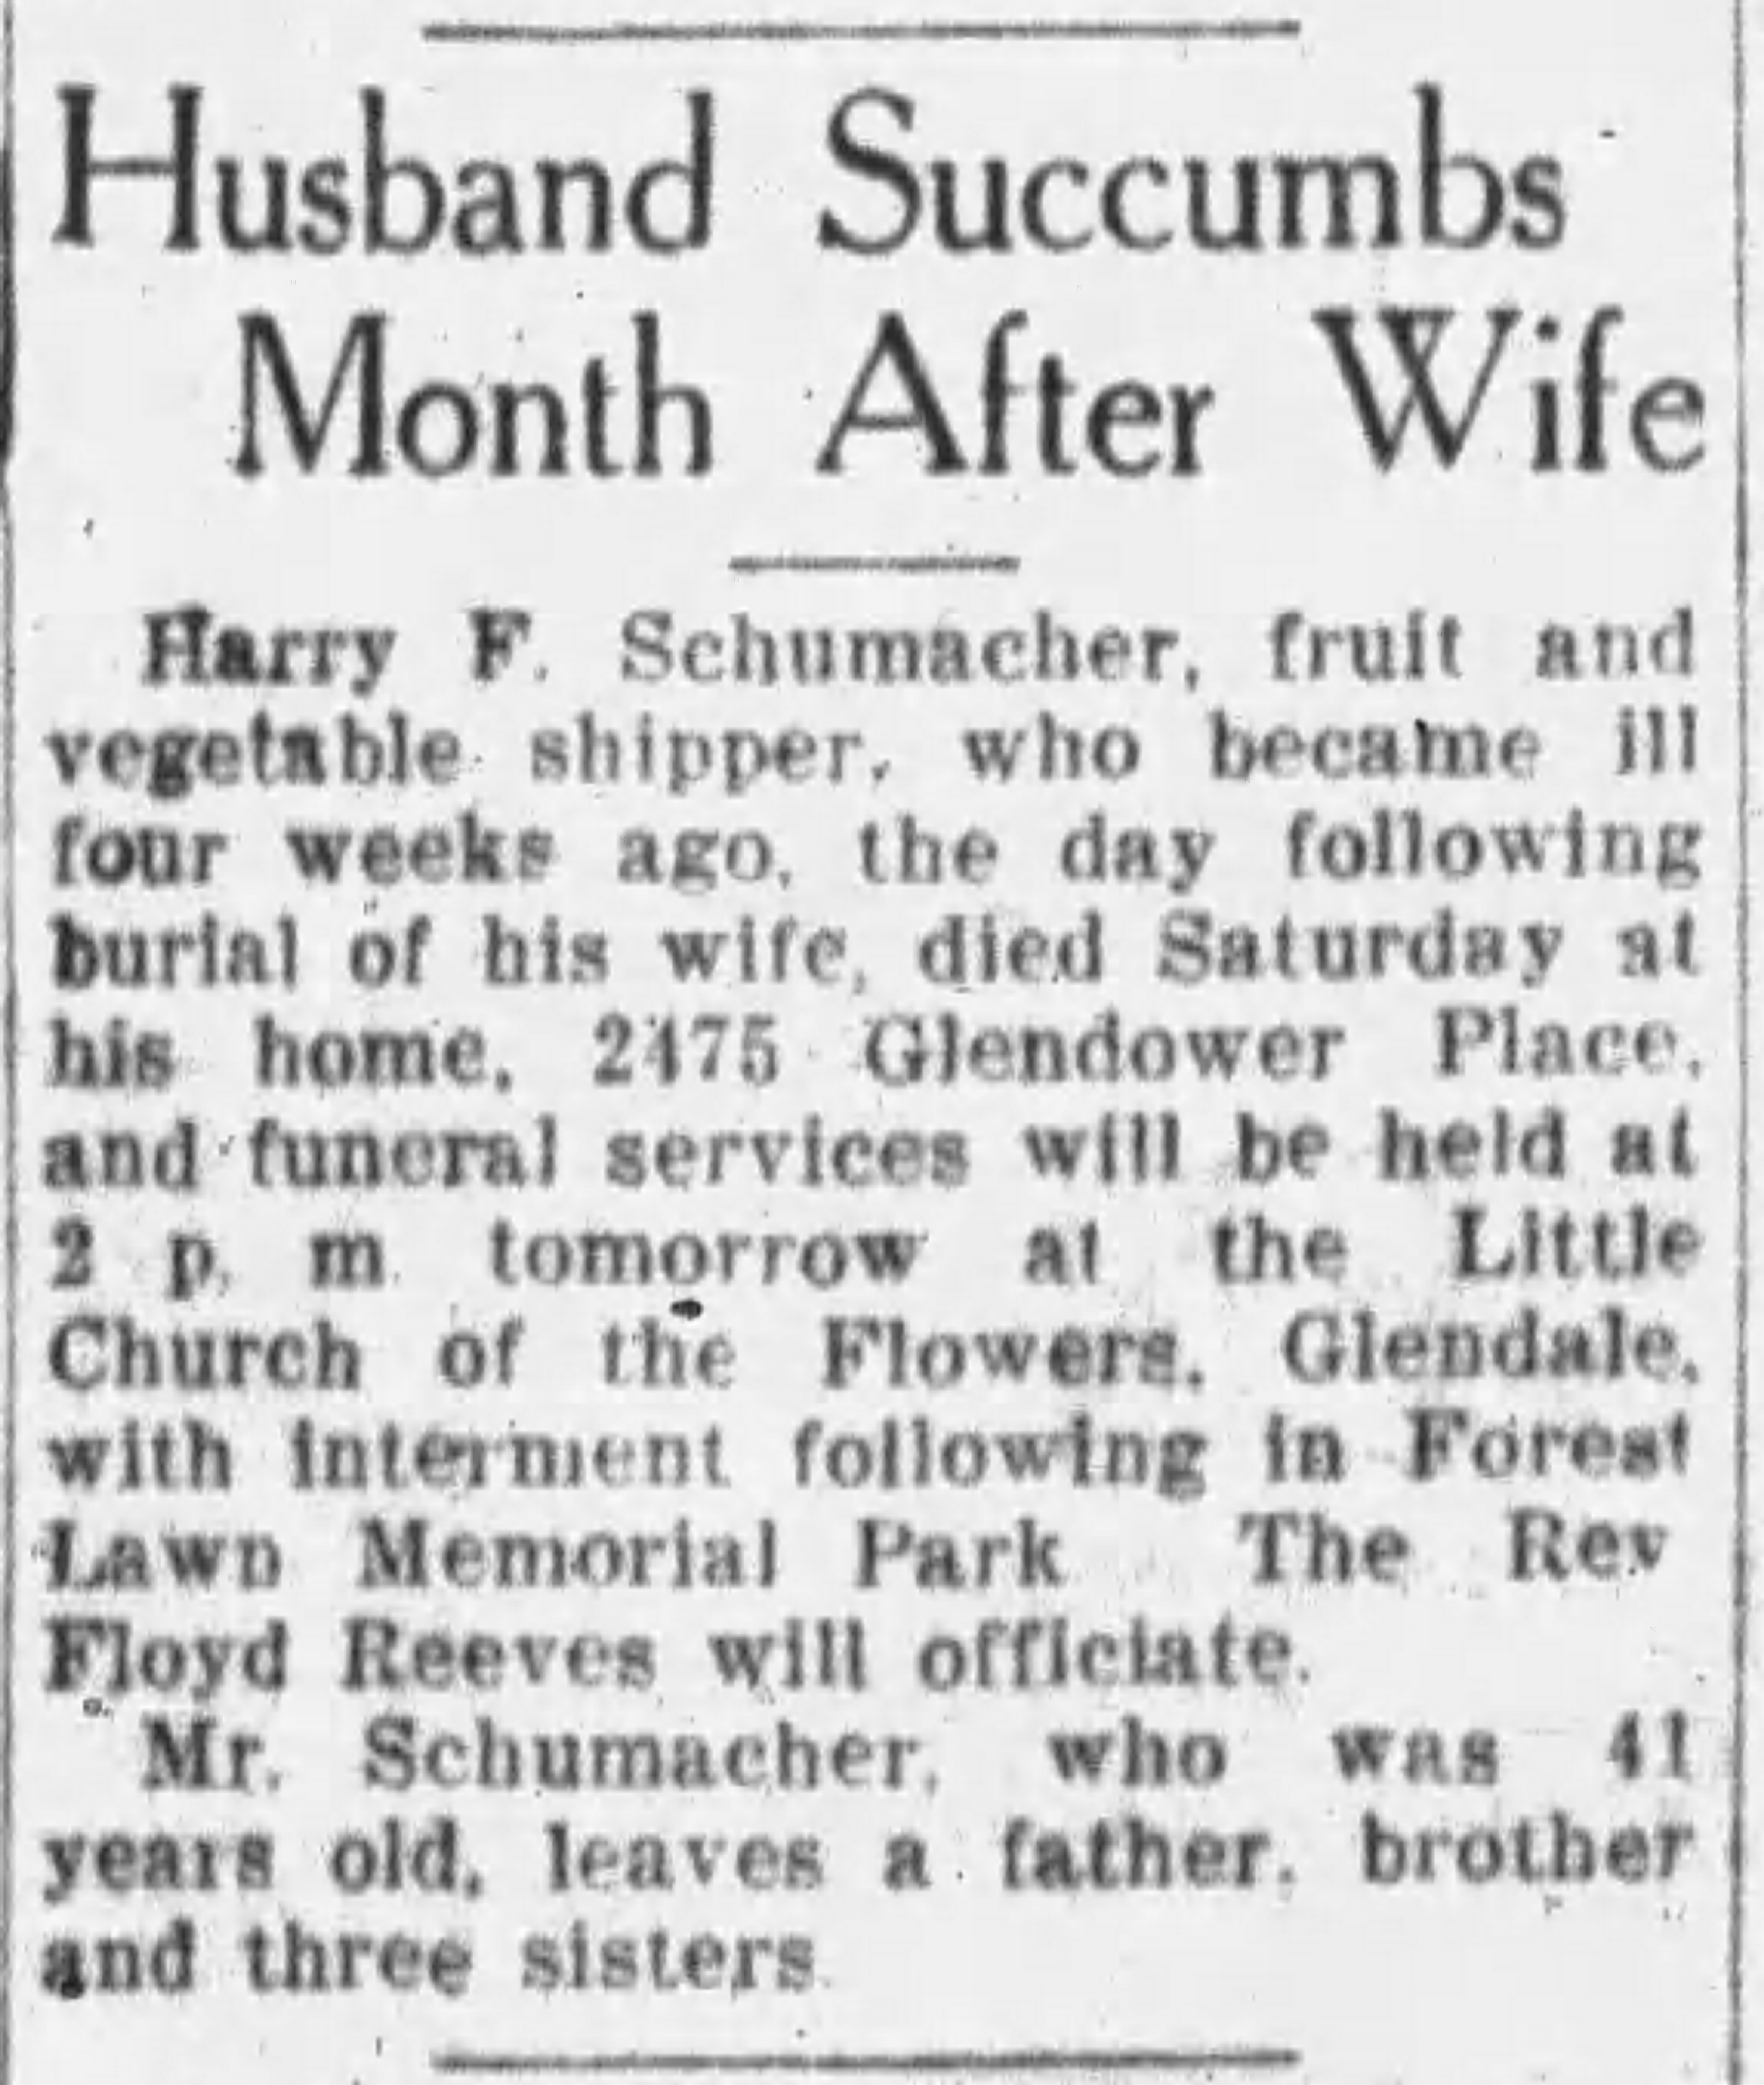 Husband Succumbs
Month After Wife
Harry F. Schumacher, fruit and
vegetable shipper, who became ill
four weeks ago, the day following
burial of his wife, died Saturday at
his home, 2475 Glendower Place,
and funeral services will be held at
2 p. m. tomorrow at the Little
Church of the Flowers, Glendale,
with interment following in Forest
Lawn Memorial Park The Rev
Floyd Reeves will officiate.
Mr. Schumacher, who was 41
years old, leaves a father, brother
and three sisters.